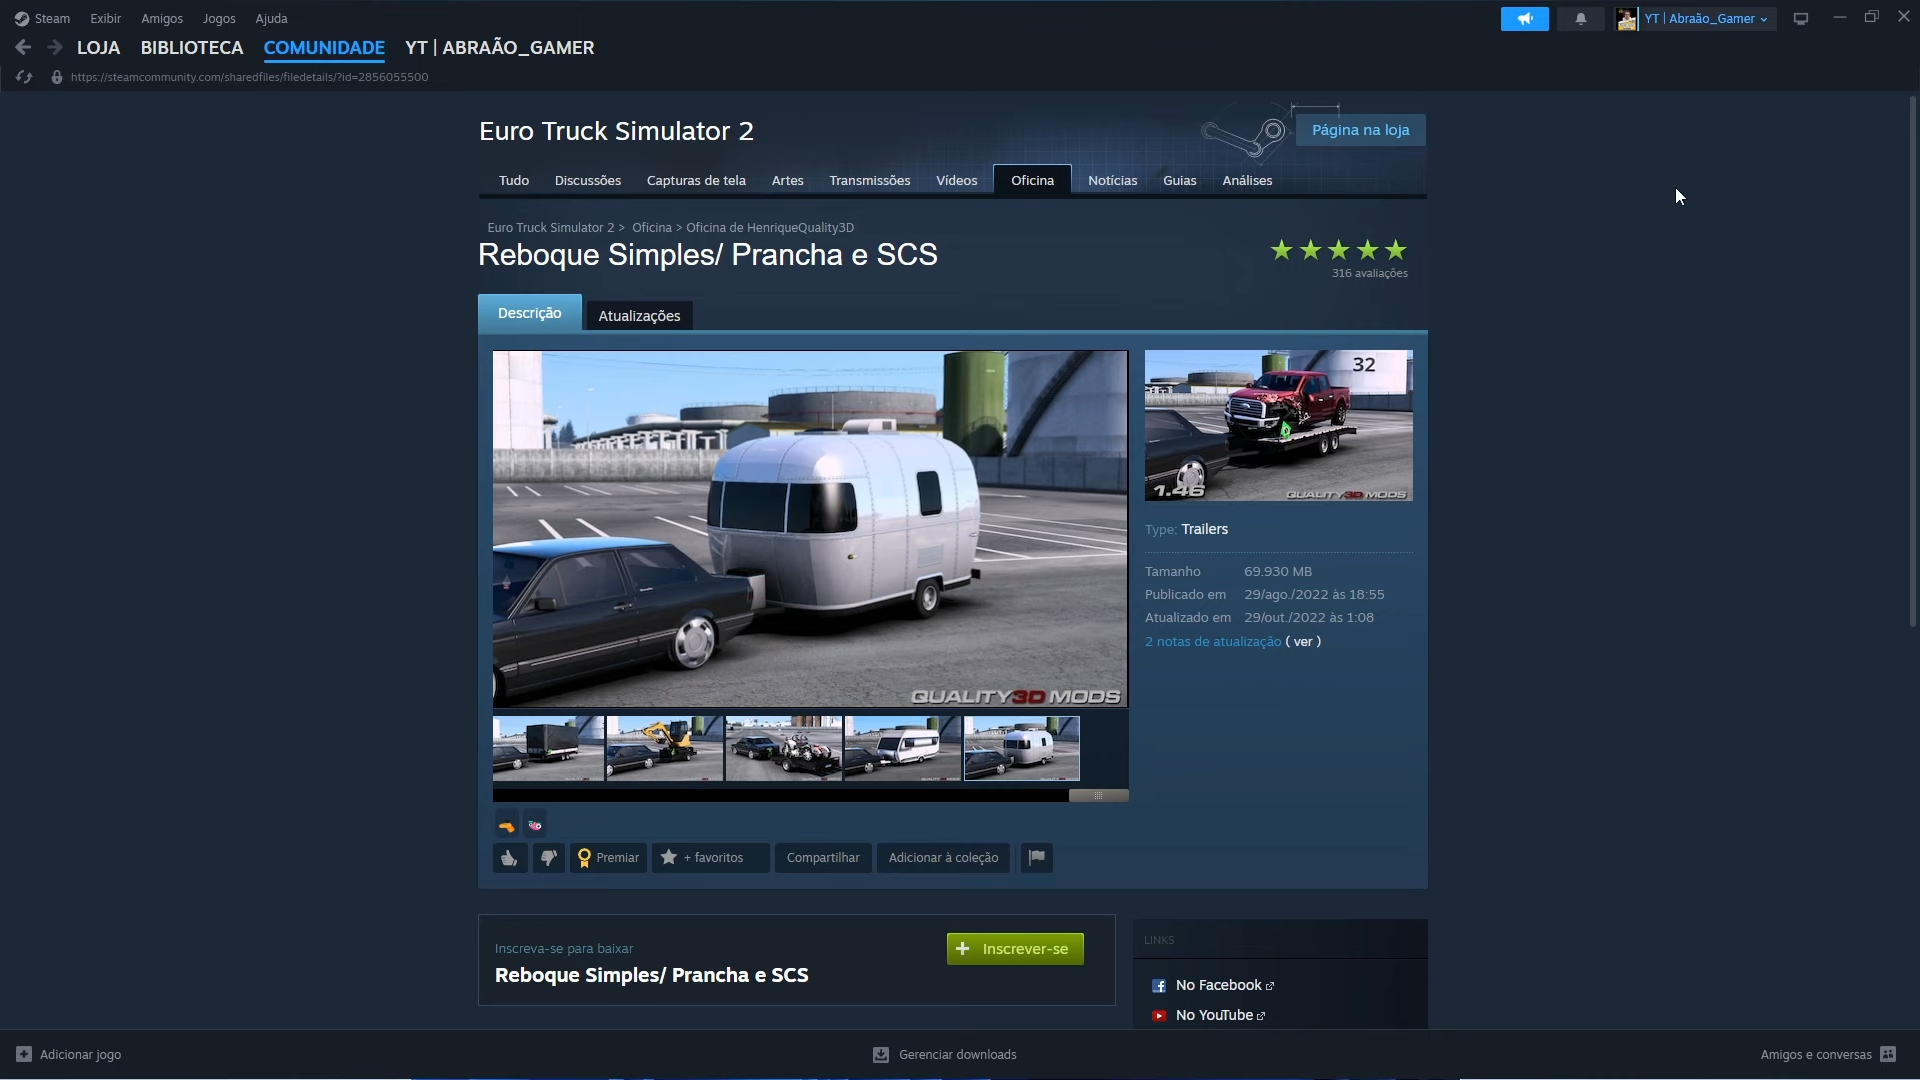 Steam Exibir Amigos Jogos Ajuda YT | Abraão_Gamer
LOJA BIBLIOTECA COMUNIDADE YT | ABRAÃO_GAMER
https://steamcommunity.com/sharedfiles/filedetails/?id=2856055500
Euro Truck Simulator 2
Página na loja
Tudo Discussões Capturas de tela Artes Transmissões Vídeos Oficina Notícias Guias Análises
Euro Truck Simulator 2 > Oficina > Oficina de HenriqueQuality3D
Reboque Simples/ Prancha e SCS
316 avaliações
Descrição Atualizações
QUALITY3D MODS
32
1.46 QUALITY3D MODS
Type: Trailers
Tamanho 69.930 MB
Publicado em 29/ago./2022 às 18:55
Atualizado em 29/out./2022 às 1:08
2 notas de atualização ( ver )
Premiar + favoritos Compartilhar Adicionar à coleção
Inscreva-se para baixar
Reboque Simples/ Prancha e SCS
+ Inscrever-se
LINKS
No Facebook
No YouTube
Adicionar jogo Gerenciar downloads Amigos e conversas